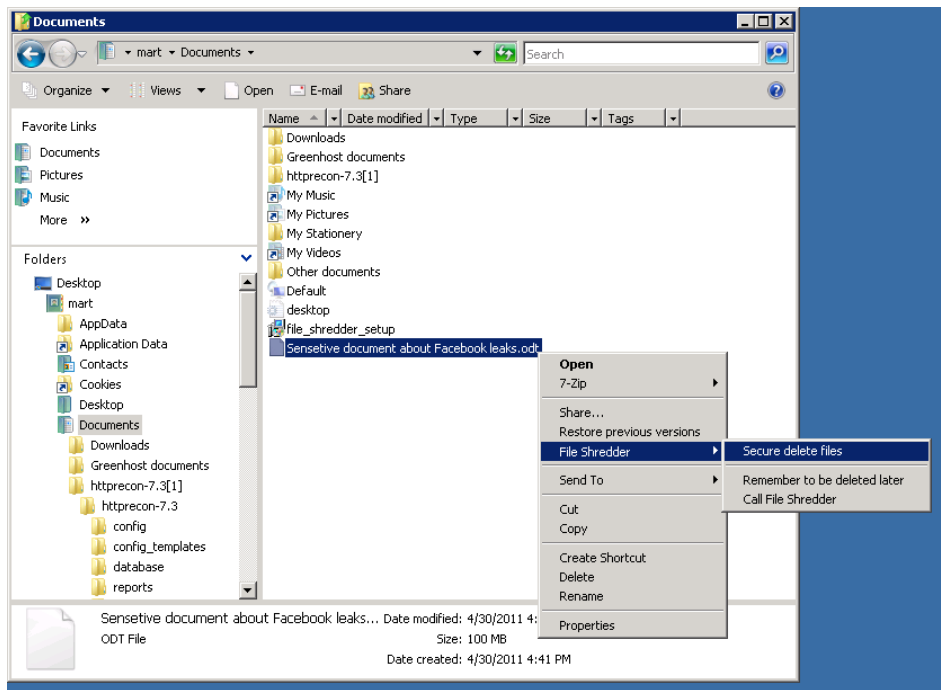 Documents
mart Documents
Search
Organize Views Open E-mail Share
Favorite Links
Documents
Pictures
Music
More »
Folders
Desktop
mart
AppData
Application Data
Contacts
Cookies
Desktop
Documents
Downloads
Greenhost documents
httprecon-7.3[1]
httprecon-7.3
config
config_templates
database
reports
Name Date modified Type Size Tags
Downloads
Greenhost documents
httprecon-7.3[1]
My Music
My Pictures
My Stationery
My Videos
Other documents
Default
desktop
file_shredder_setup
Sensetive document about Facebook leaks.odt
Open
7-Zip
Share...
Restore previous versions
File Shredder
Send To
Cut
Copy
Create Shortcut
Delete
Rename
Properties
Secure delete files
Remember to be deleted later
Call File Shredder
Sensetive document about Facebook leaks... Date modified: 4/30/2011 4:
ODT File Size: 100 MB
Date created: 4/30/2011 4:41 PM